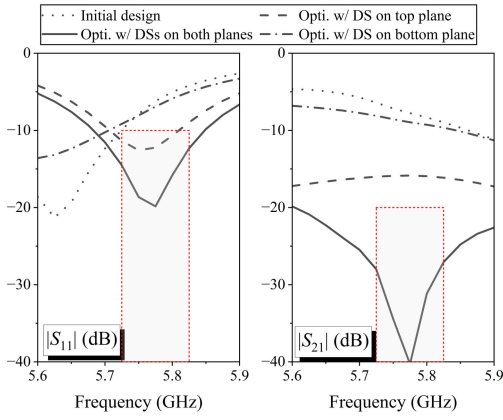 Initial design
Opti. w/ DS on top plane
Opti. w/ DSs on both planes
Opti. w/ DS on bottom plane
0
−10
−20
−30
−40
|S11| (dB)
5.6 5.7 5.8 5.9
Frequency (GHz)
0
−10
−20
−30
−40
|S21| (dB)
5.6 5.7 5.8 5.9
Frequency (GHz)